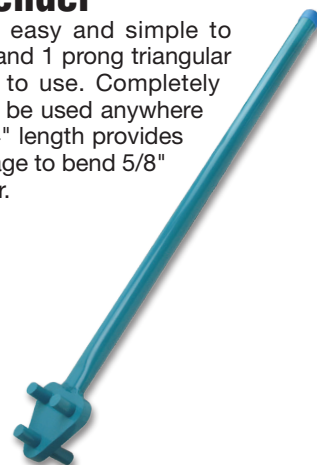 easy and simple to
and 1 prong triangular
to use. Completely
be used anywhere
" length provides
age to bend 5/8"
r.